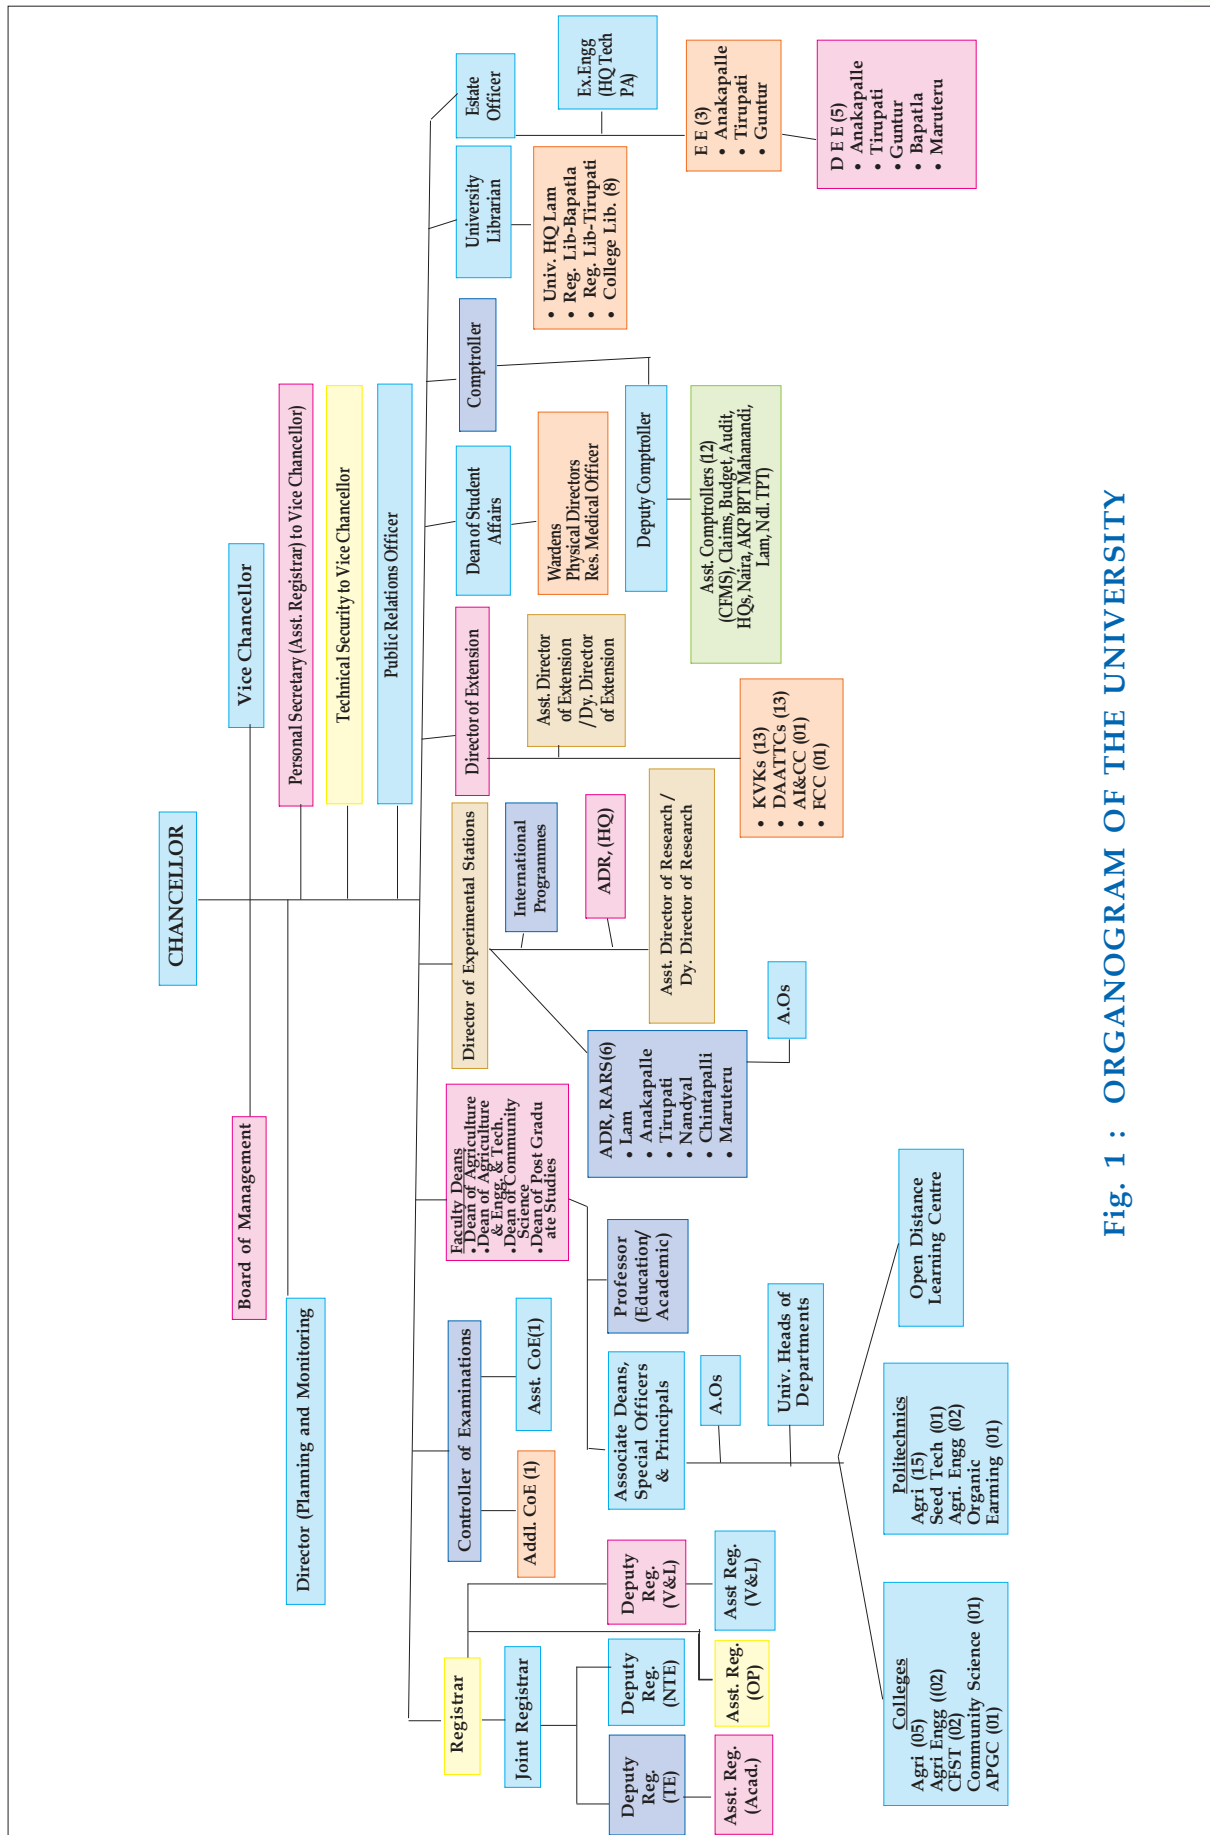 CHANCELLOR
Board of Management
Vice Chancellor
Director (Planning and Monitoring)
Personal Secretary (Asst. Registrar) to Vice Chancellor)
Technical Security to Vice Chancellor
Public Relations Officer
Registrar
Controller of Examinations
Faculty Deans
• Dean of Agriculture
• Dean of Agriculture
& Engg. & Tech.
• Dean of Community
Science
• Dean of Post Gradu
ate Studies
Director of Experimental Stations
Director of Extension
Dean of Student
Affairs
Comptroller
University
Librarian
Estate
Officer
Joint Registrar
Addl. CoE (1)
Asst. CoE(1)
International
Programmes
Asst. Director
of Extension
/Dy. Director
of Extension
Wardens
Physical Directors
Res. Medical Officer
• Univ. HQ Lam
• Reg. Lib-Bapatla
• Reg. Lib-Tirupati
• College Lib. (8)
Ex.Engg
(HQ Tech
PA)
Deputy
Reg.
(TE)
Deputy
Reg.
(NTE)
Deputy
Reg.
(V&L)
Associate Deans,
Special Officers
& Principals
Professor
(Education/
Academic)
ADR, RARS(6)
• Lam
• Anakapalle
• Tirupati
• Nandyal
• Chintapalli
• Maruteru
ADR, (HQ)
Asst. Director of Research /
Dy. Director of Research
Deputy Comptroller
E E (3)
• Anakapalle
• Tirupati
• Guntur
Asst. Reg.
(Acad.)
Asst. Reg.
(OP)
Asst Reg.
(V&L)
A.Os
Univ. Heads of
Departments
A.Os
• KVKs (13)
• DAATTCs (13)
• AI&CC (01)
• FCC (01)
Asst. Comptrollers (12)
(CFMS), Claims, Budget, Audit,
HQs, Naira, AKP BPT Mahanandi,
Lam, Ndl. TPT)
D E E (5)
• Anakapalle
• Tirupati
• Guntur
• Bapatla
• Maruteru
Colleges
Agri (05)
Agri Engg ((02)
CFST (02)
Community Science (01)
APGC (01)
Politechnics
Agri (15)
Seed Tech (01)
Agri. Engg (02)
Organic
Earming (01)
Open Distance
Learning Centre
Fig. 1 : ORGANOGRAM OF THE UNIVERSITY